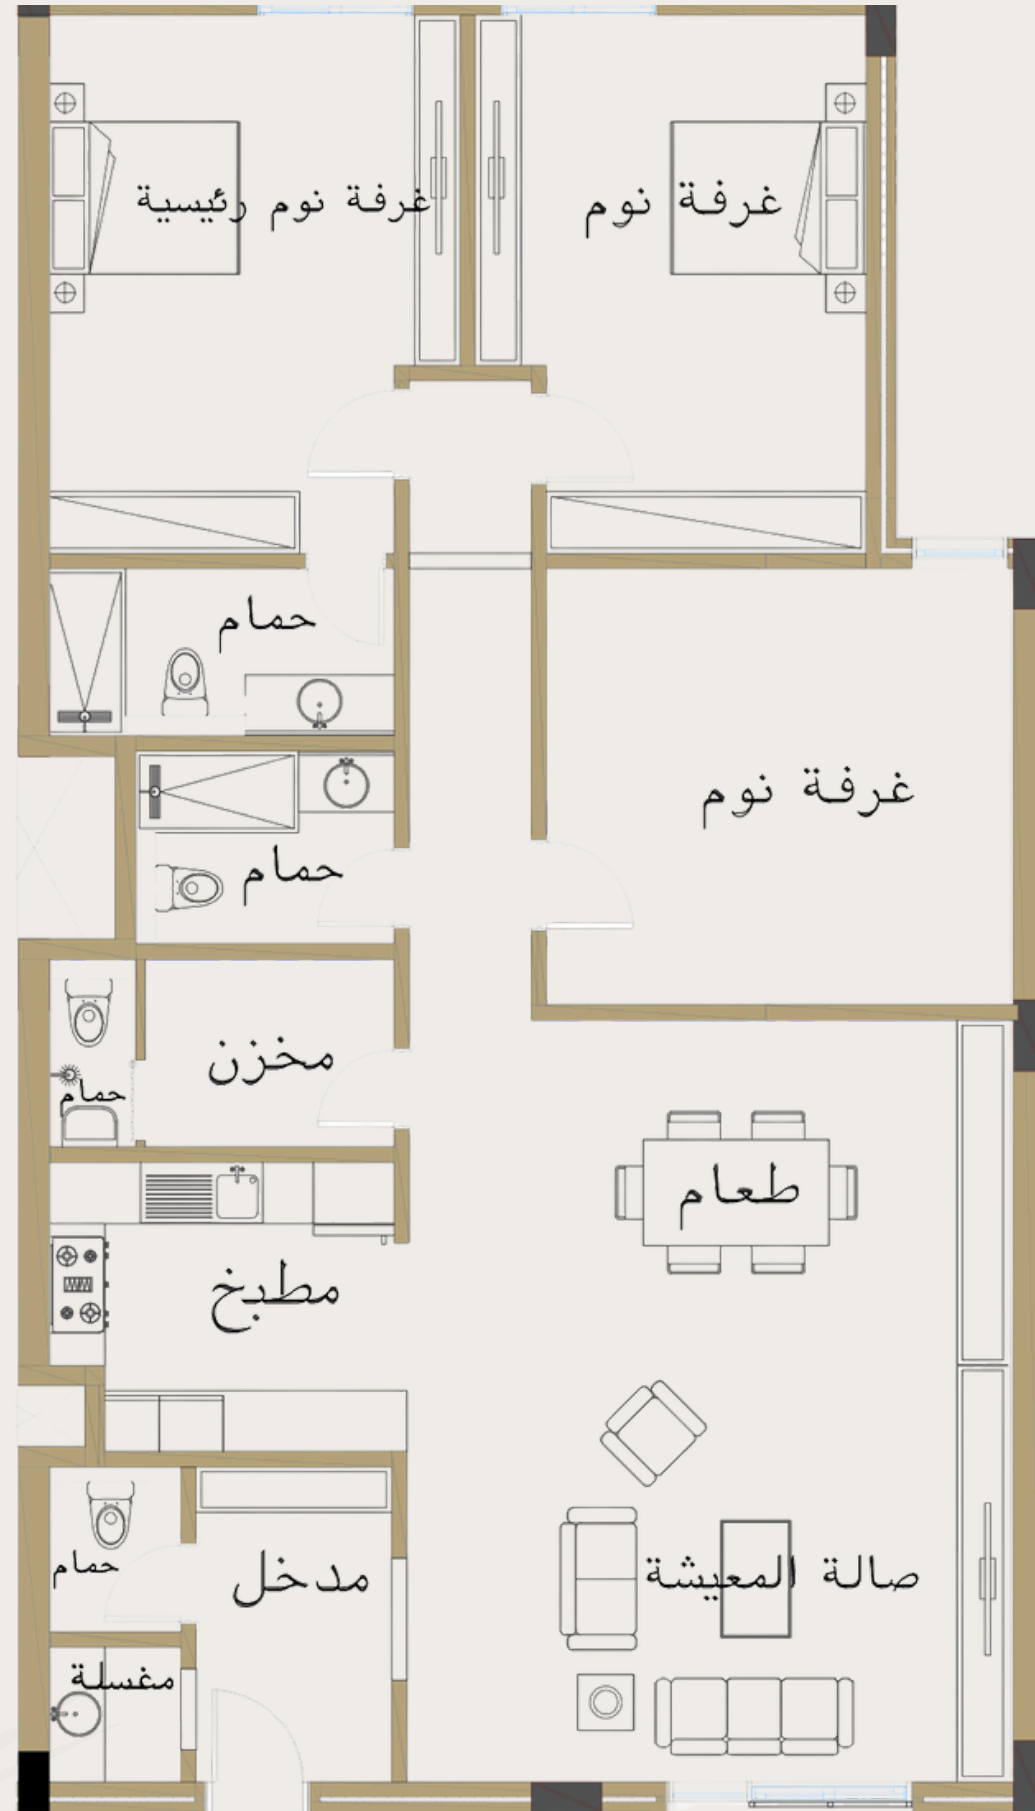 غرفة نوم
غرفة نوم رئيسية
حمام
غرفة نوم
حمام
مخزن
حمام
طعام
مطبخ
صالة المعيشة
مدخل
حمام
مغسلة